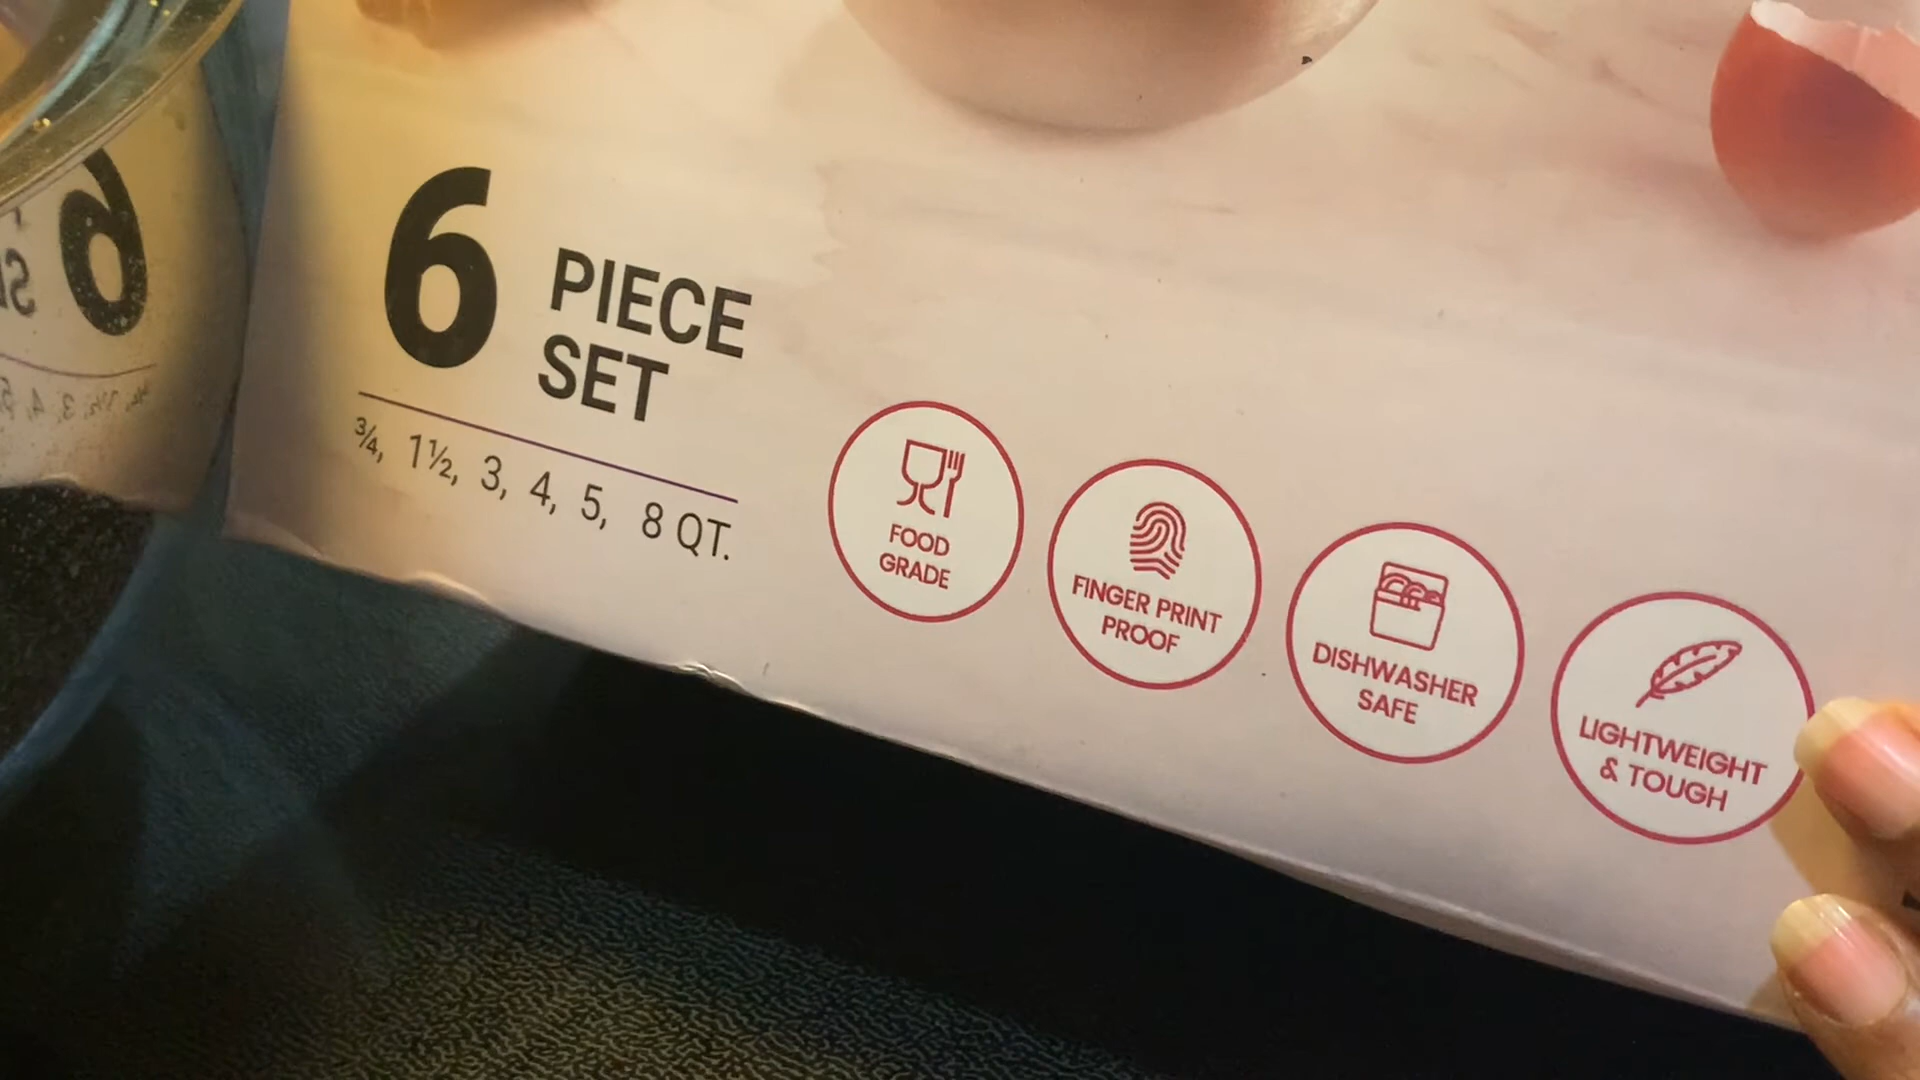 6
PIECE
SET
¾, 1½, 3, 4, 5, 8 QT.
FOOD
GRADE
FINGER PRINT
PROOF
DISHWASHER
SAFE
LIGHTWEIGHT
& TOUGH